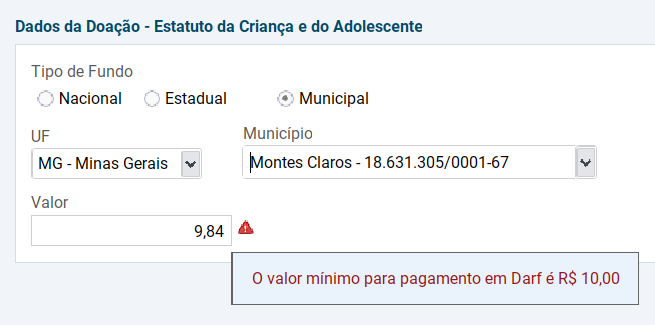 Dados da Doação - Estatuto da Criança e do Adolescente
Tipo de Fundo
Nacional Estadual Municipal
UF Município
MG - Minas Gerais Montes Claros - 18.631.305/0001-67
Valor
9,84
O valor mínimo para pagamento em Darf é R$ 10,00